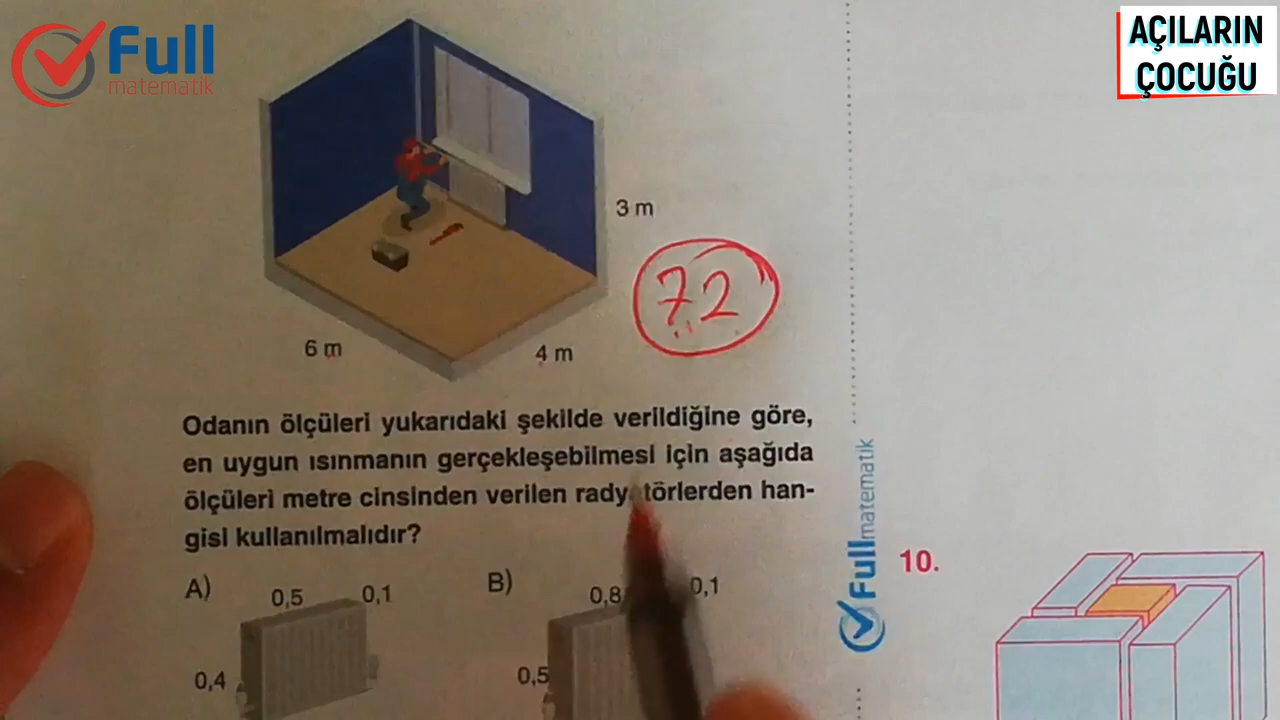 Full
matematik
AÇILARIN
ÇOCUĞU
3 m
72
6 m
4 m
Odanın ölçüleri yukarıdaki şekilde verildiğine göre,
en uygun ısınmanın gerçekleşebilmesi için aşağıda
ölçüleri metre cinsinden verilen radyatörlerden han-
gisi kullanılmalıdır?
A)
0,5
0,1
0,4
B)
0,8
0,1
0,5
Fullmatematik
10.